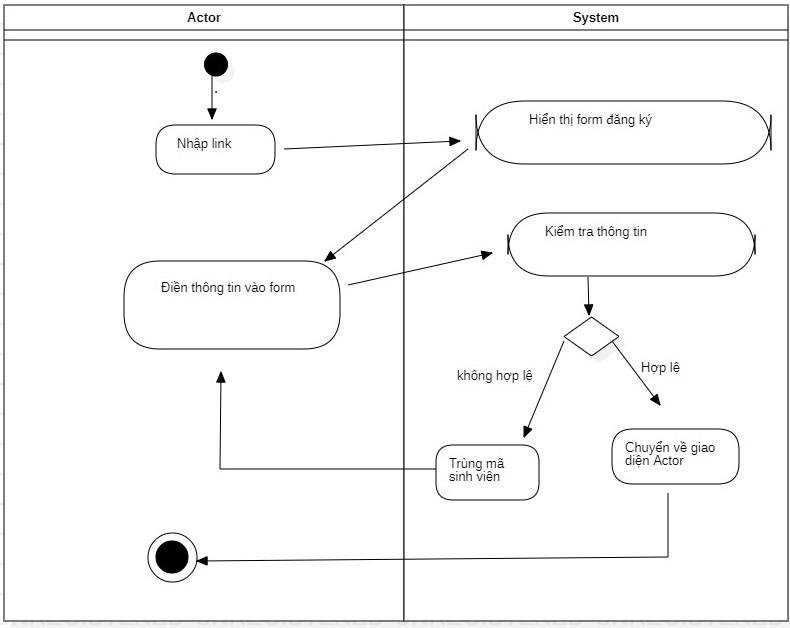 Actor
System
Nhập link
Hiển thị form đăng ký
Kiểm tra thông tin
Điền thông tin vào form
không hợp lệ
Hợp lệ
Trùng mã
sinh viên
Chuyển về giao
diện Actor